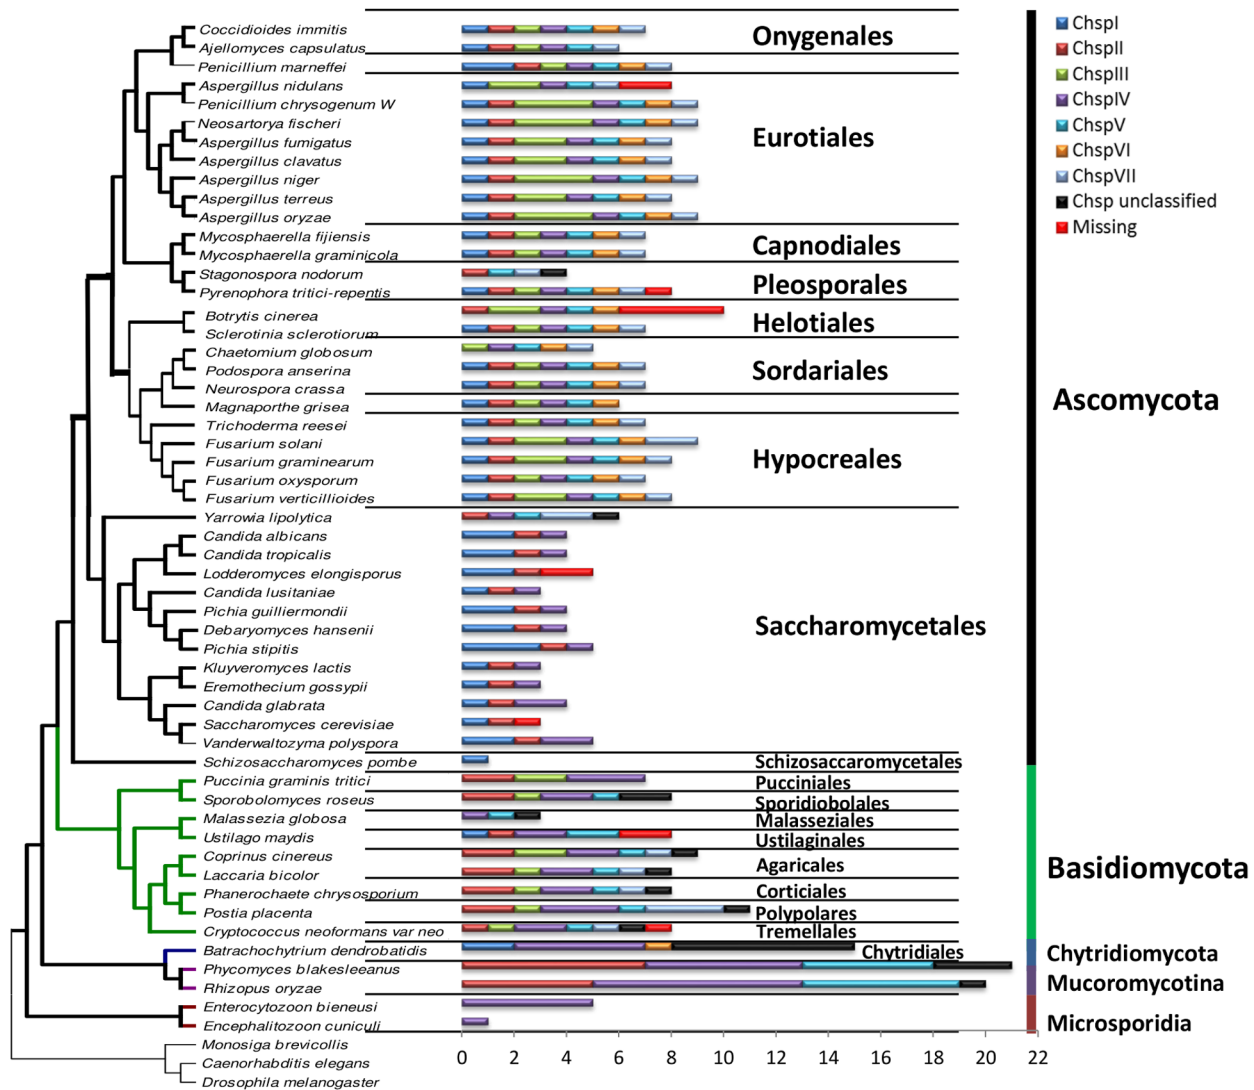 Coccidioides immitis
Ajellomyces capsulatus
Onygenales
Penicillium marneffei
Aspergillus nidulans
Penicillium chrysogenum W
Neosartorya fischeri
Aspergillus fumigatus
Eurotiales
Aspergillus clavatus
Aspergillus niger
Aspergillus terreus
Aspergillus oryzae
Mycosphaerella fijiensis
Capnodiales
Mycosphaerella graminicola
Stagonospora nodorum
Pleosporales
Pyrenophora tritici-repentis
Botrytis cinerea
Helotiales
Sclerotinia sclerotiorum
Chaetomium globosum
Podospora anserina
Sordariales
Neurospora crassa
Magnaporthe grisea
Trichoderma reesei
Fusarium solani
Fusarium graminearum
Hypocreales
Fusarium oxysporum
Fusarium verticillioides
Yarrowia lipolytica
Candida albicans
Candida tropicalis
Lodderomyces elongisporus
Candida lusitaniae
Pichia guilliermondii
Debaryomyces hansenii
Saccharomycetales
Pichia stipitis
Kluyveromyces lactis
Eremothecium gossypii
Candida glabrata
Saccharomyces cerevisiae
Vanderwaltozyma polyspora
Schizosaccharomyces pombe
Schizosaccaromycetales
Puccinia graminis tritici
Pucciniales
Sporobolomyces roseus
Sporidiobolales
Malassezia globosa
Malasseziales
Ustilago maydis
Ustilaginales
Coprinus cinereus
Agaricales
Laccaria bicolor
Phanerochaete chrysosporium
Corticiales
Postia placenta
Polypolares
Cryptococcus neoformans var neo
Tremellales
Batrachochytrium dendrobatidis
Chytridiales
Phycomyces blakesleeanus
Rhizopus oryzae
Enterocytozoon bieneusi
Encephalitozoon cuniculi
Monosiga brevicollis
Caenorhabditis elegans
Drosophila melanogaster
0 2 4 6 8 10 12 14 16 18 20 22
ChspI
ChspII
ChspIII
ChspIV
ChspV
ChspVI
ChspVII
Chsp unclassified
Missing
Ascomycota
Basidiomycota
Chytridiomycota
Mucoromycotina
Microsporidia